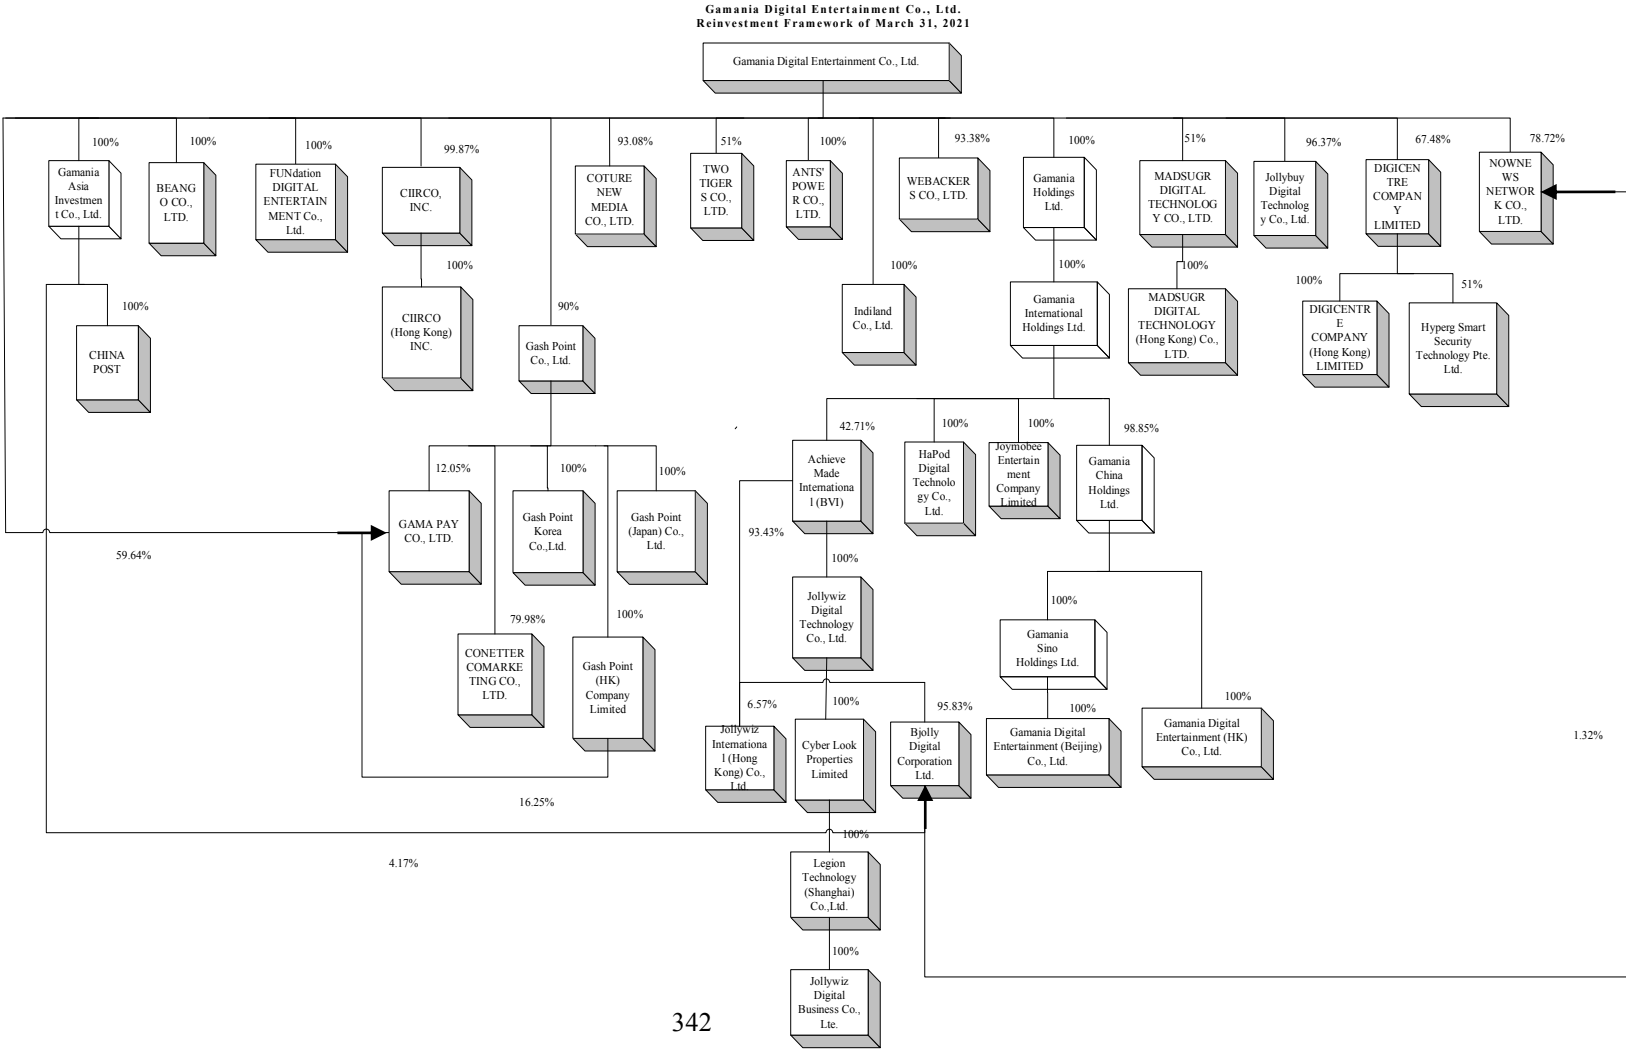 Gamania Digital Entertainment Co., Ltd.
Reinvestment Framework of March 31, 2021
Gamania Digital Entertainment Co., Ltd.
100%
100%
100%
99.87%
93.08%
51%
100%
93.38%
100%
51%
96.37%
67.48%
78.72%
Gamania
Asia
Investmen
t Co., Ltd.
BEANG
O CO.,
LTD.
FUNdation
DIGITAL
ENTERTAIN
MENT Co.,
Ltd.
CIIRCO,
INC.
COTURE
NEW
MEDIA
CO., LTD.
TWO
TIGER
S CO.,
LTD.
ANTS'
POWE
R CO.,
LTD.
WEBACKER
S CO., LTD.
Gamania
Holdings
Ltd.
MADSUGR
DIGITAL
TECHNOLOG
Y CO., LTD.
Jollybuy
Digital
Technolog
y Co., Ltd.
DIGICEN
TRE
COMPAN
Y
LIMITED
NOWNE
WS
NETWOR
K CO.,
LTD.
100%
100%
90%
100%
100%
100%
100%
51%
CHINA
POST
CIIRCO
(Hong Kong)
INC.
Gash Point
Co., Ltd.
Indiland
Co., Ltd.
Gamania
International
Holdings Ltd.
MADSUGR
DIGITAL
TECHNOLOGY
(Hong Kong) Co.,
LTD.
DIGICENTR
E
COMPANY
(Hong Kong)
LIMITED
Hyperg Smart
Security
Technology Pte.
Ltd.
12.05%
100%
100%
42.71%
100%
100%
98.85%
GAMA PAY
CO., LTD.
Gash Point
Korea
Co.,Ltd.
Gash Point
(Japan) Co.,
Ltd.
Achieve
Made
Internationa
l (BVI)
HaPod
Digital
Technolo
gy Co.,
Ltd.
Joymobee
Entertain
ment
Company
Limited
Gamania
China
Holdings
Ltd.
59.64%
93.43%
100%
79.98%
100%
Jollywiz
Digital
Technology
Co., Ltd.
100%
CONETTER
COMARKE
TING CO.,
LTD.
Gash Point
(HK)
Company
Limited
Gamania
Sino
Holdings Ltd.
6.57%
100%
95.83%
100%
100%
Jollywiz
Internationa
l (Hong
Kong) Co.,
Ltd.
Cyber Look
Properties
Limited
Bjolly
Digital
Corporation
Ltd.
Gamania Digital
Entertainment (Beijing)
Co., Ltd.
Gamania Digital
Entertainment (HK)
Co., Ltd.
1.32%
16.25%
100%
4.17%
Legion
Technology
(Shanghai)
Co.,Ltd.
100%
Jollywiz
Digital
Business Co.,
Lte.
342